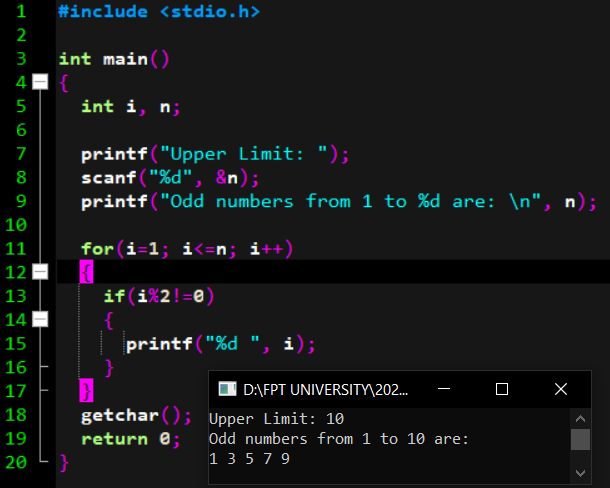 1 #include <stdio.h>
2
3 int main()
4 {
5 int i, n;
6
7 printf("Upper Limit: ");
8 scanf("%d", &n);
9 printf("Odd numbers from 1 to %d are: \n", n);
10
11 for(i=1; i<=n; i++)
12 {
13 if(i%2!=0)
14 {
15 printf("%d ", i);
16 }
17 }
18 getchar();
19 return 0;
20 }
D:\FPT UNIVERSITY\202...
Upper Limit: 10
Odd numbers from 1 to 10 are:
1 3 5 7 9